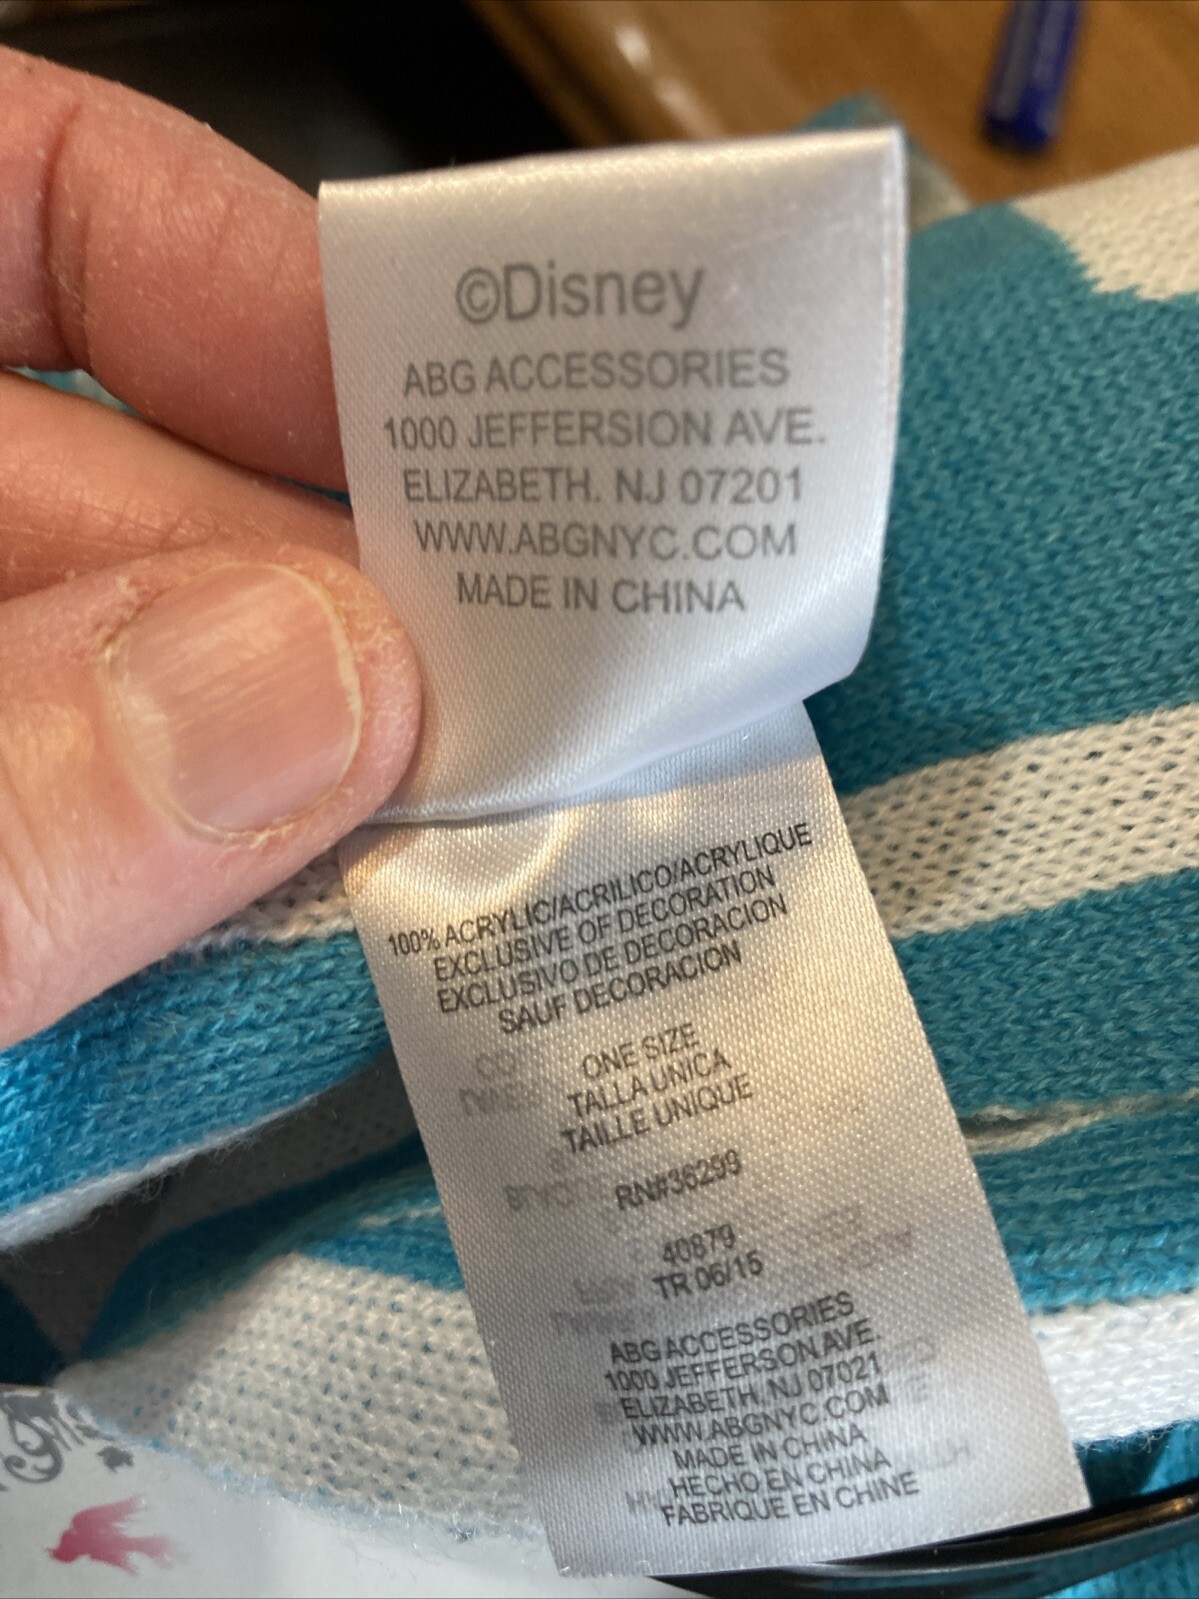 ©Disney
ABG ACCESSORIES
1000 JEFFERSION AVE.
ELIZABETH. NJ 07201
WWW.ABGNYC.COM
MADE IN CHINA
100% ACRYLIC/ACRILICO/ACRYLIQUE
EXCLUSIVE OF DECORATION
EXCLUSIVO DE DECORACION
SAUF DECORACION
ONE SIZE
TALLA UNICA
TAILLE UNIQUE
RN#36299
40879
TR 06/15
ABG ACCESSORIES
1000 JEFFERSON AVE.
ELIZABETH, NJ 07021
WWW.ABGNYC.COM
MADE IN CHINA
HECHO EN CHINA
FABRIQUE EN CHINE